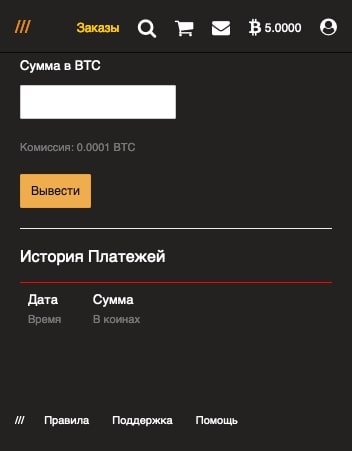 /// Заказы 5.0000
Сумма в BTC
Комиссия: 0.0001 BTC
Вывести
История Платежей
Дата Сумма
Время В коинах
/// Правила Поддержка Помощь